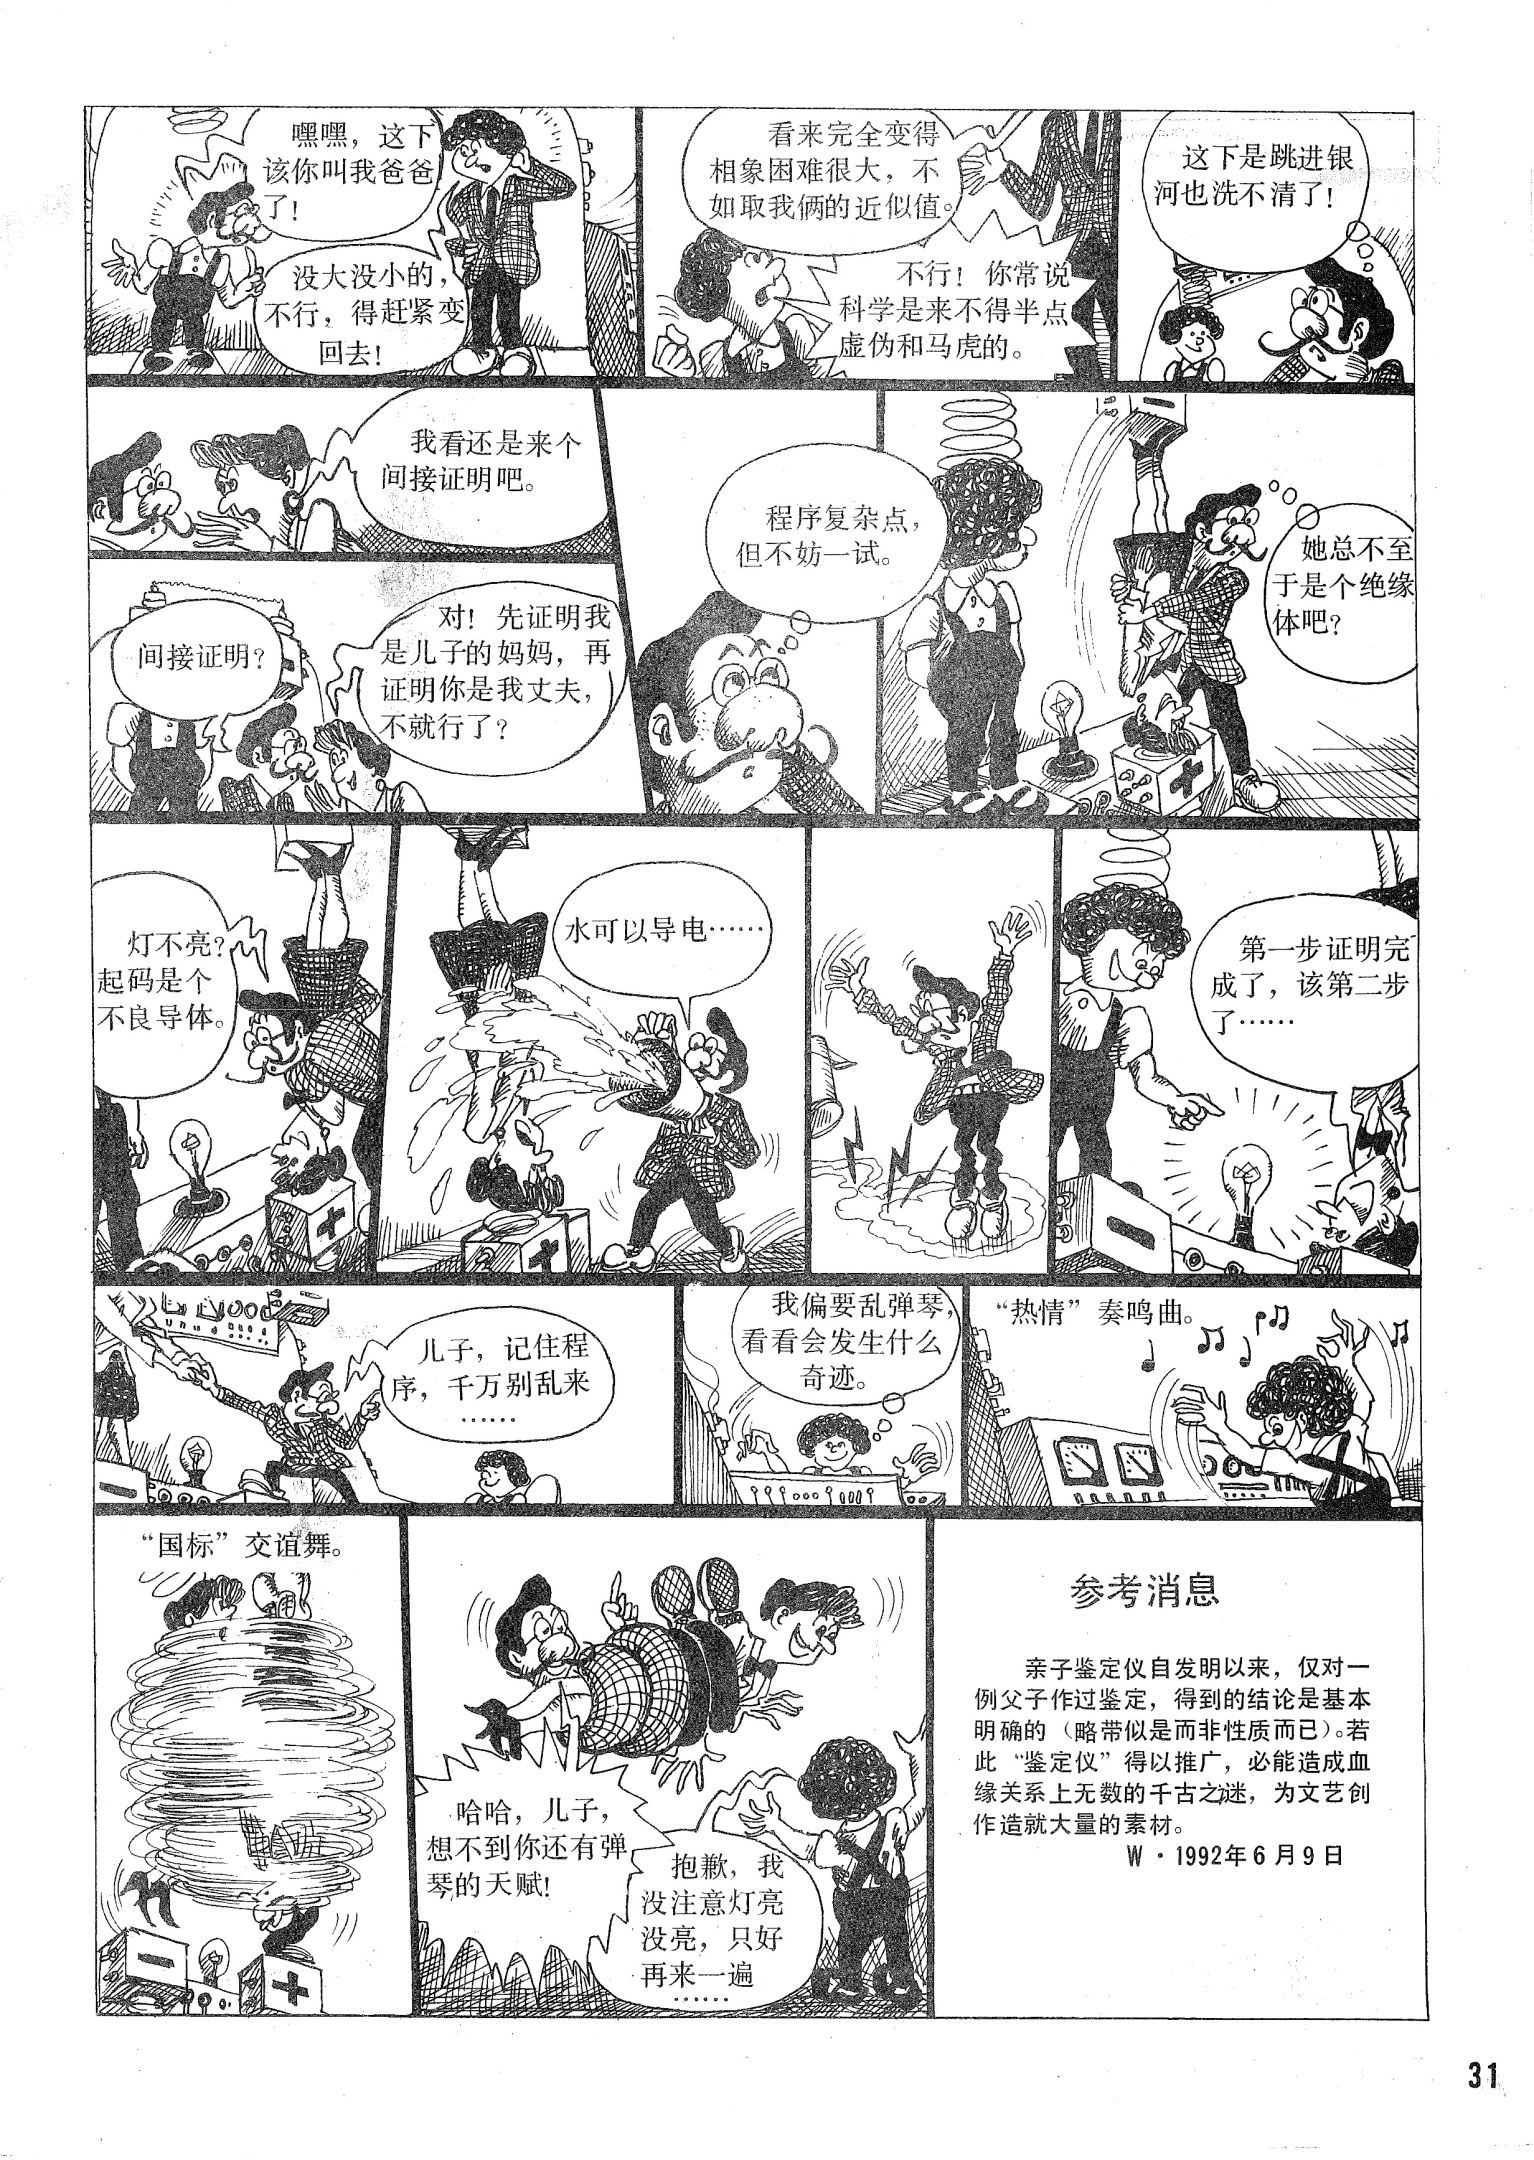 嘿嘿，这下
该你叫我爸爸
了！
没大没小的，
不行，得赶紧变
回去！
看来完全变得
相象困难很大，不
如取我俩的近似值。
不行！你常说
科学是来不得半点
虚伪和马虎的。
这下是跳进银
河也洗不清了！
我看还是来个
间接证明吧。
间接证明？
对！先证明我
是儿子的妈妈，再
证明你是我丈夫，
不就行了？
程序复杂点，
但不妨一试。
她总不至
于是个绝缘
体吧？
灯不亮？
起码是个
不良导体。
水可以导电……
第一步证明完
成了，该第二步
了……
儿子，记住程
序，千万别乱来
……
我偏要乱弹琴，
看看会发生什么
奇迹。
“热情”奏鸣曲。
“国标”交谊舞。
哈哈，儿子，
想不到你还有弹
琴的天赋！
抱歉，我
没注意灯亮
没亮，只好
再来一遍
……
参考消息
亲子鉴定仪自发明以来，仅对一
例父子作过鉴定，得到的结论是基本
明确的（略带似是而非性质而已）。若
此“鉴定仪”得以推广，必能造成血
缘关系上无数的千古之谜，为文艺创
作造就大量的素材。
W·1992年6月9日
31